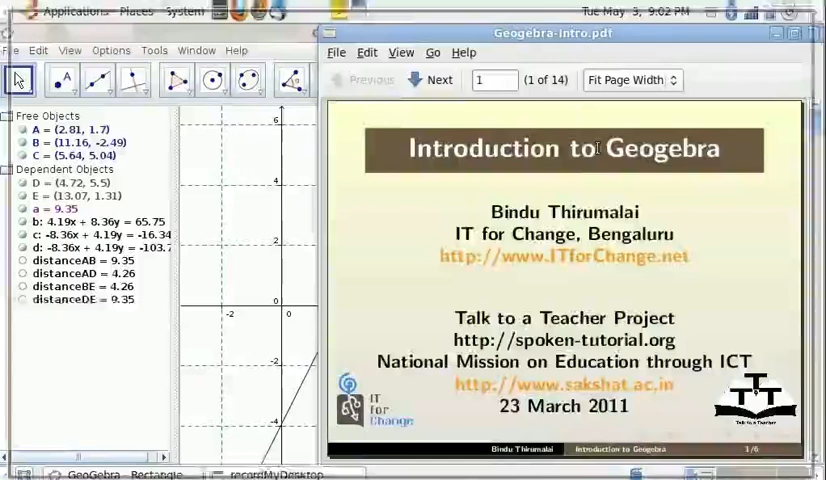 Applications Places System Tue May 3, 9:02 PM
Geogebra-Intro.pdf
File Edit View Options Tools Window Help
File Edit View Go Help
Previous Next 1 (1 of 14) Fit Page Width
A
Free Objects
A = (2.81, 1.7)
B = (11.16, -2.49)
C = (5.64, 5.04)
Dependent Objects
D = (4.72, 5.5)
E = (13.07, 1.31)
a = 9.35
b: 4.19x + 8.36y = 65.75
c: -8.36x + 4.19y = -16.34
d: -8.36x + 4.19y = -103.7
distanceAB = 9.35
distanceAD = 4.26
distanceBE = 4.26
distanceDE = 9.35
6
4
2
0
-2 0
-2
-4
Introduction to Geogebra
Bindu Thirumalai
IT for Change, Bengaluru
http://www.ITforChange.net
Talk to a Teacher Project
http://spoken-tutorial.org
National Mission on Education through ICT
http://www.sakshat.ac.in
23 March 2011
IT
for
Change
TTT
Talk to a Teacher
Bindu Thirumalai Introduction to Geogebra 1/6
GeoGebra Rectangle recordMyDesktop